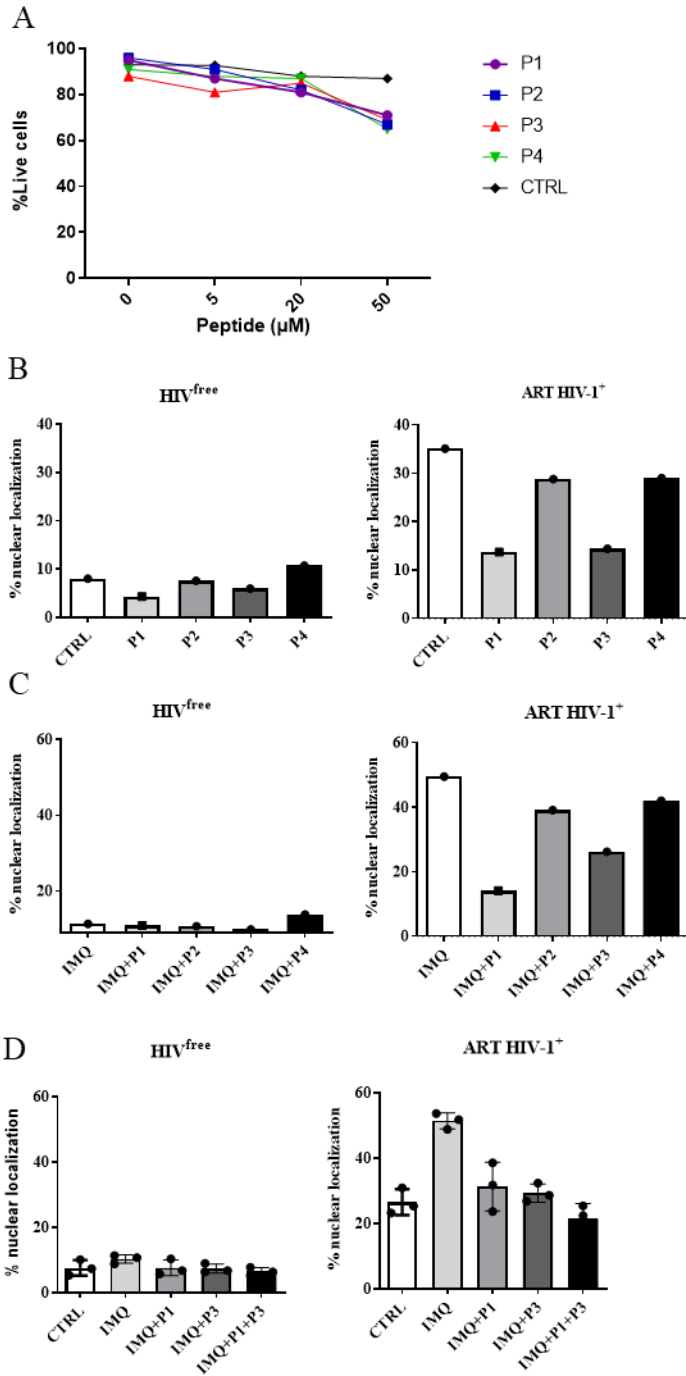 A
%Live cells
100
80
60
40
20
0
0
5
20
50
Peptide (μM)
P1
P2
P3
P4
CTRL
B
HIVfree
% nuclear localization
40
30
20
10
0
CTRL
P1
P2
P3
P4
ART HIV-1+
% nuclear localization
40
30
20
10
0
CTRL
P1
P2
P3
P4
C
HIVfree
% nuclear localization
60
40
20
IMQ
IMQ+P1
IMQ+P2
IMQ+P3
IMQ+P4
ART HIV-1+
% nuclear localization
60
40
20
0
IMQ
IMQ+P1
IMQ+P2
IMQ+P3
IMQ+P4
D
HIVfree
% nuclear localization
60
40
20
0
CTRL
IMQ
IMQ+P1
IMQ+P3
IMQ+P1+P3
ART HIV-1+
% nuclear localization
60
40
20
0
CTRL
IMQ
IMQ+P1
IMQ+P3
IMQ+P1+P3